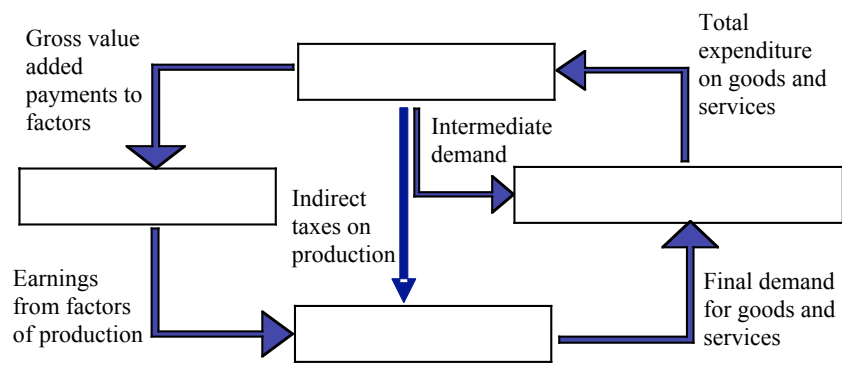 Gross value
added
payments to
factors
Total
expenditure
on goods and
services
Intermediate
demand
Indirect
taxes on
production
Earnings
from factors
of production
Final demand
for goods and
services